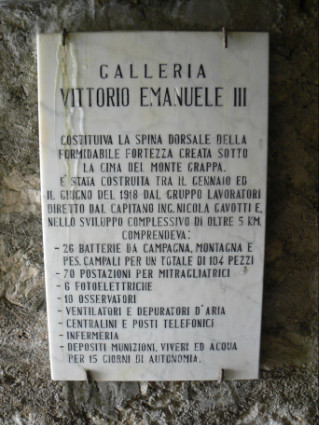 GALLERIA
VITTORIO EMANUELE III
COSTITUIVA LA SPINA DORSALE DELLA
FORMIDABILE FORTEZZA CREATA SOTTO
LA CIMA DEL MONTE GRAPPA.
E' STATA COSTRUITA TRA IL GENNAIO ED
IL GIUGNO DEL 1918 DAL GRUPPO LAVORATORI
DIRETTO DAL CAPITANO ING. NICOLA GAVOTTI E,
NELLO SVILUPPO COMPLESSIVO DI OLTRE 5 KM.
COMPRENDEVA:
- 26 BATTERIE DA CAMPAGNA, MONTAGNA E
PES. CAMPALI PER UN TOTALE DI 104 PEZZI
- 70 POSTAZIONI PER MITRAGLIATRICI
- 6 FOTOELETTRICHE
- 18 OSSERVATORI
- VENTILATORI E DEPURATORI D'ARIA
- CENTRALINI E POSTI TELEFONICI
- INFERMERIA
- DEPOSITI MUNIZIONI, VIVERI ED ACQUA
PER 15 GIORNI DI AUTONOMIA.